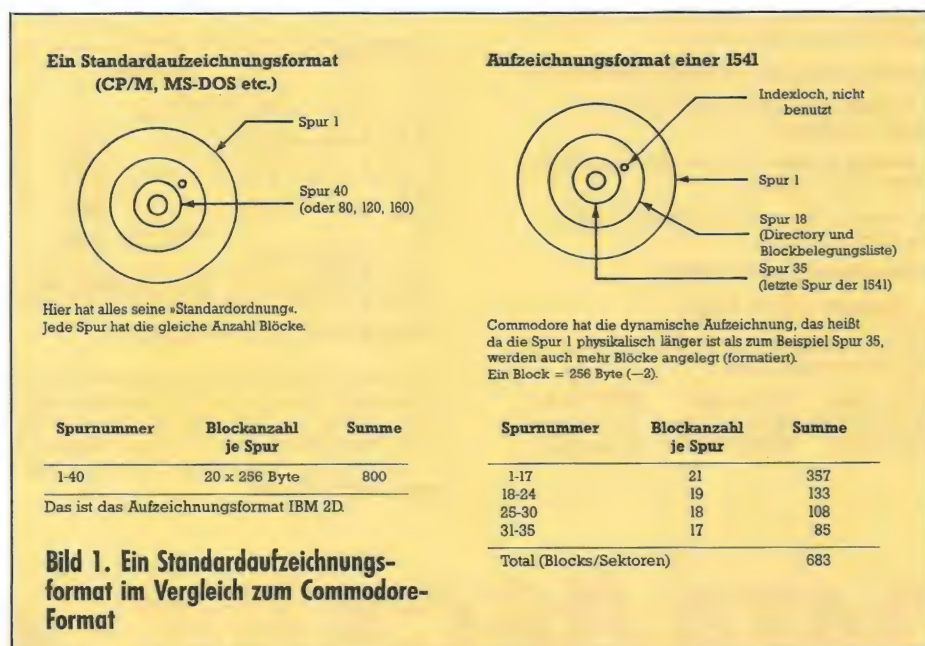 Ein Standardaufzeichnungsformat
(CP/M, MS-DOS etc.)
Spur 1
Spur 40
(oder 80, 120, 160)
Hier hat alles seine »Standardordnung«.
Jede Spur hat die gleiche Anzahl Blöcke.
Spurnummer Blockanzahl Summe
je Spur
1-40 20 x 256 Byte 800
Das ist das Aufzeichnungsformat IBM 2D.
Bild 1. Ein Standardaufzeichnungs-
format im Vergleich zum Commodore-
Format
Aufzeichnungsformat einer 1541
Indexloch, nicht
benutzt
Spur 1
Spur 18
(Directory und
Blockbelegungsliste)
Spur 35
(letzte Spur der 1541)
Commodore hat die dynamische Aufzeichnung, das heißt
da die Spur 1 physikalisch länger ist als zum Beispiel Spur 35,
werden auch mehr Blöcke angelegt (formatiert).
Ein Block = 256 Byte (—2).
Spurnummer Blockanzahl Summe
je Spur
1-17 21 357
18-24 19 133
25-30 18 108
31-35 17 85
Total (Blocks/Sektoren) 683